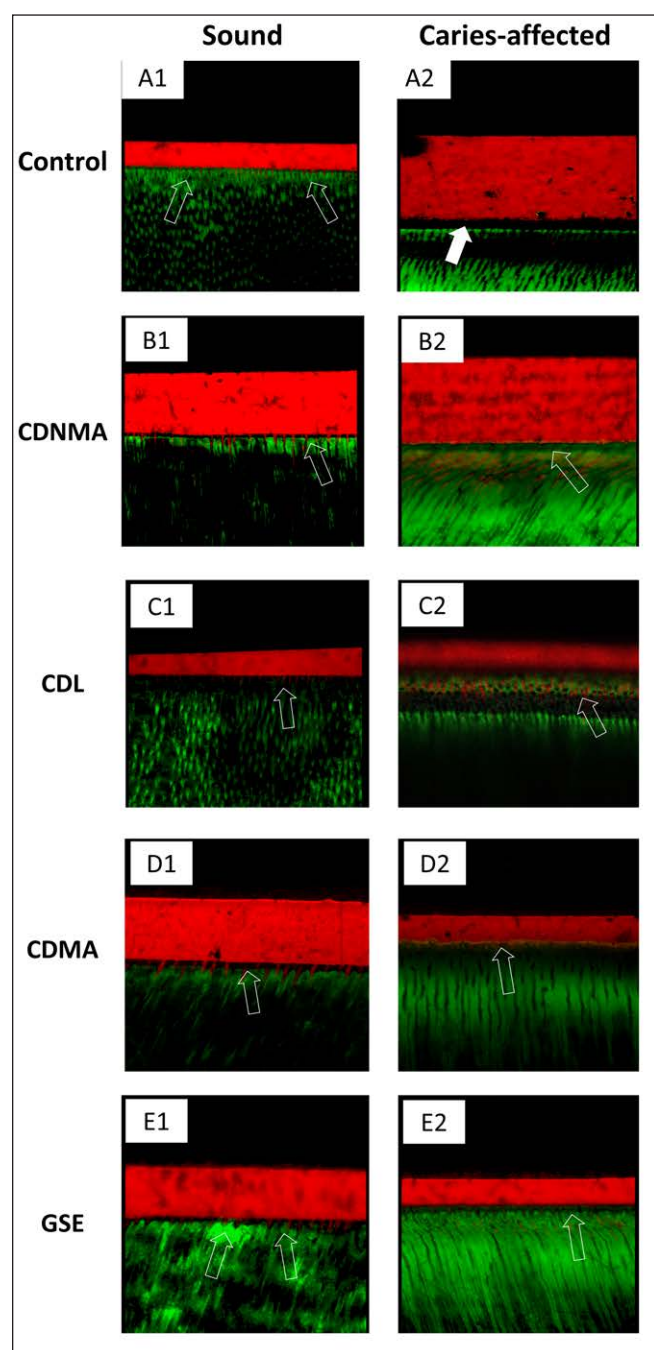 Sound Caries-affected
A1 A2
Control
B1 B2
CDNMA
C1 C2
CDL
D1 D2
CDMA
E1 E2
GSE